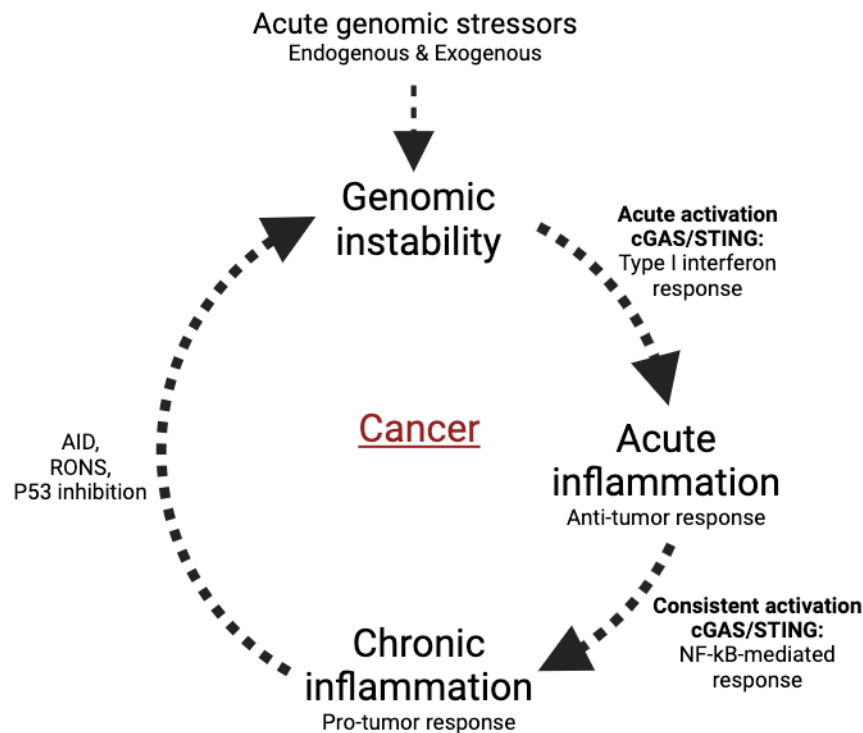 Acute genomic stressors
Endogenous & Exogenous
Genomic
instability
Acute activation
cGAS/STING:
Type I interferon
response
Acute
inflammation
Anti-tumor response
Consistent activation
cGAS/STING:
NF-kB-mediated
response
Chronic
inflammation
Pro-tumor response
AID,
RONS,
P53 inhibition
Cancer